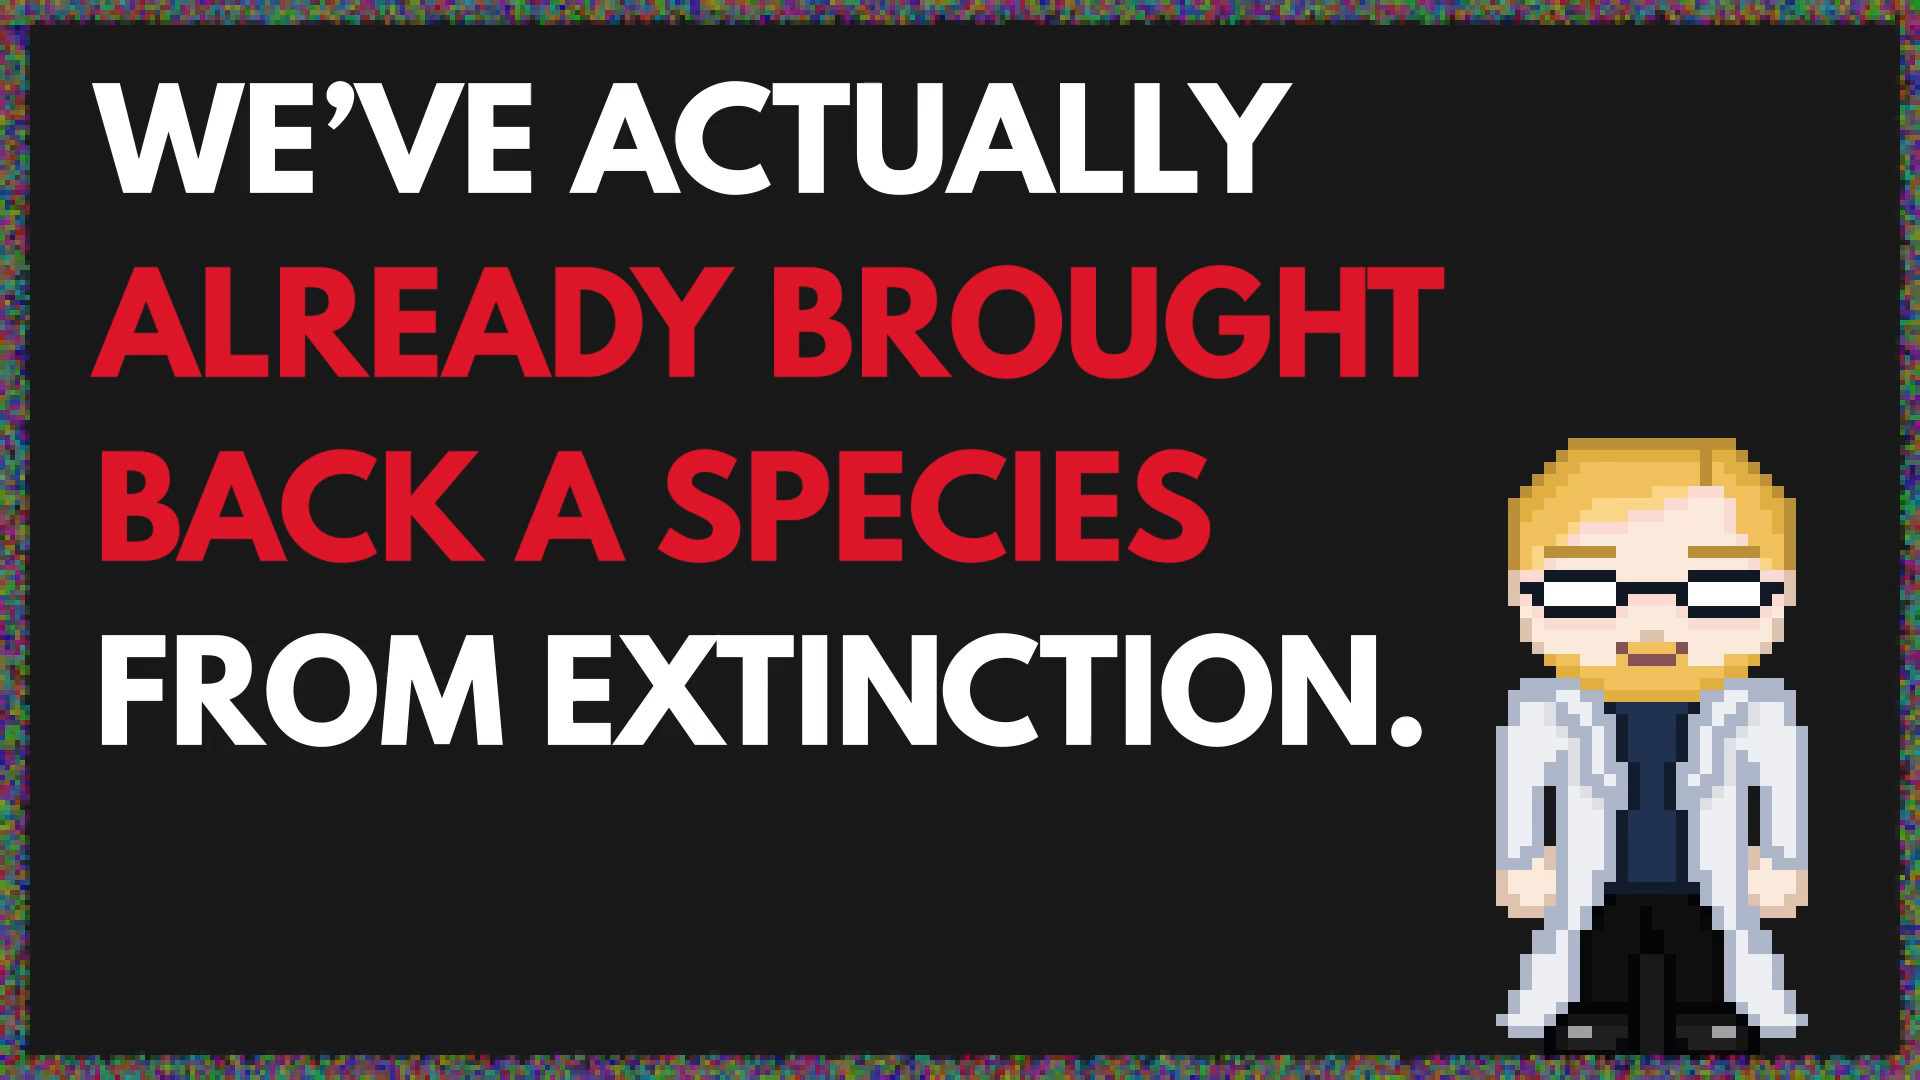 WE’VE ACTUALLY
ALREADY BROUGHT
BACK A SPECIES
FROM EXTINCTION.